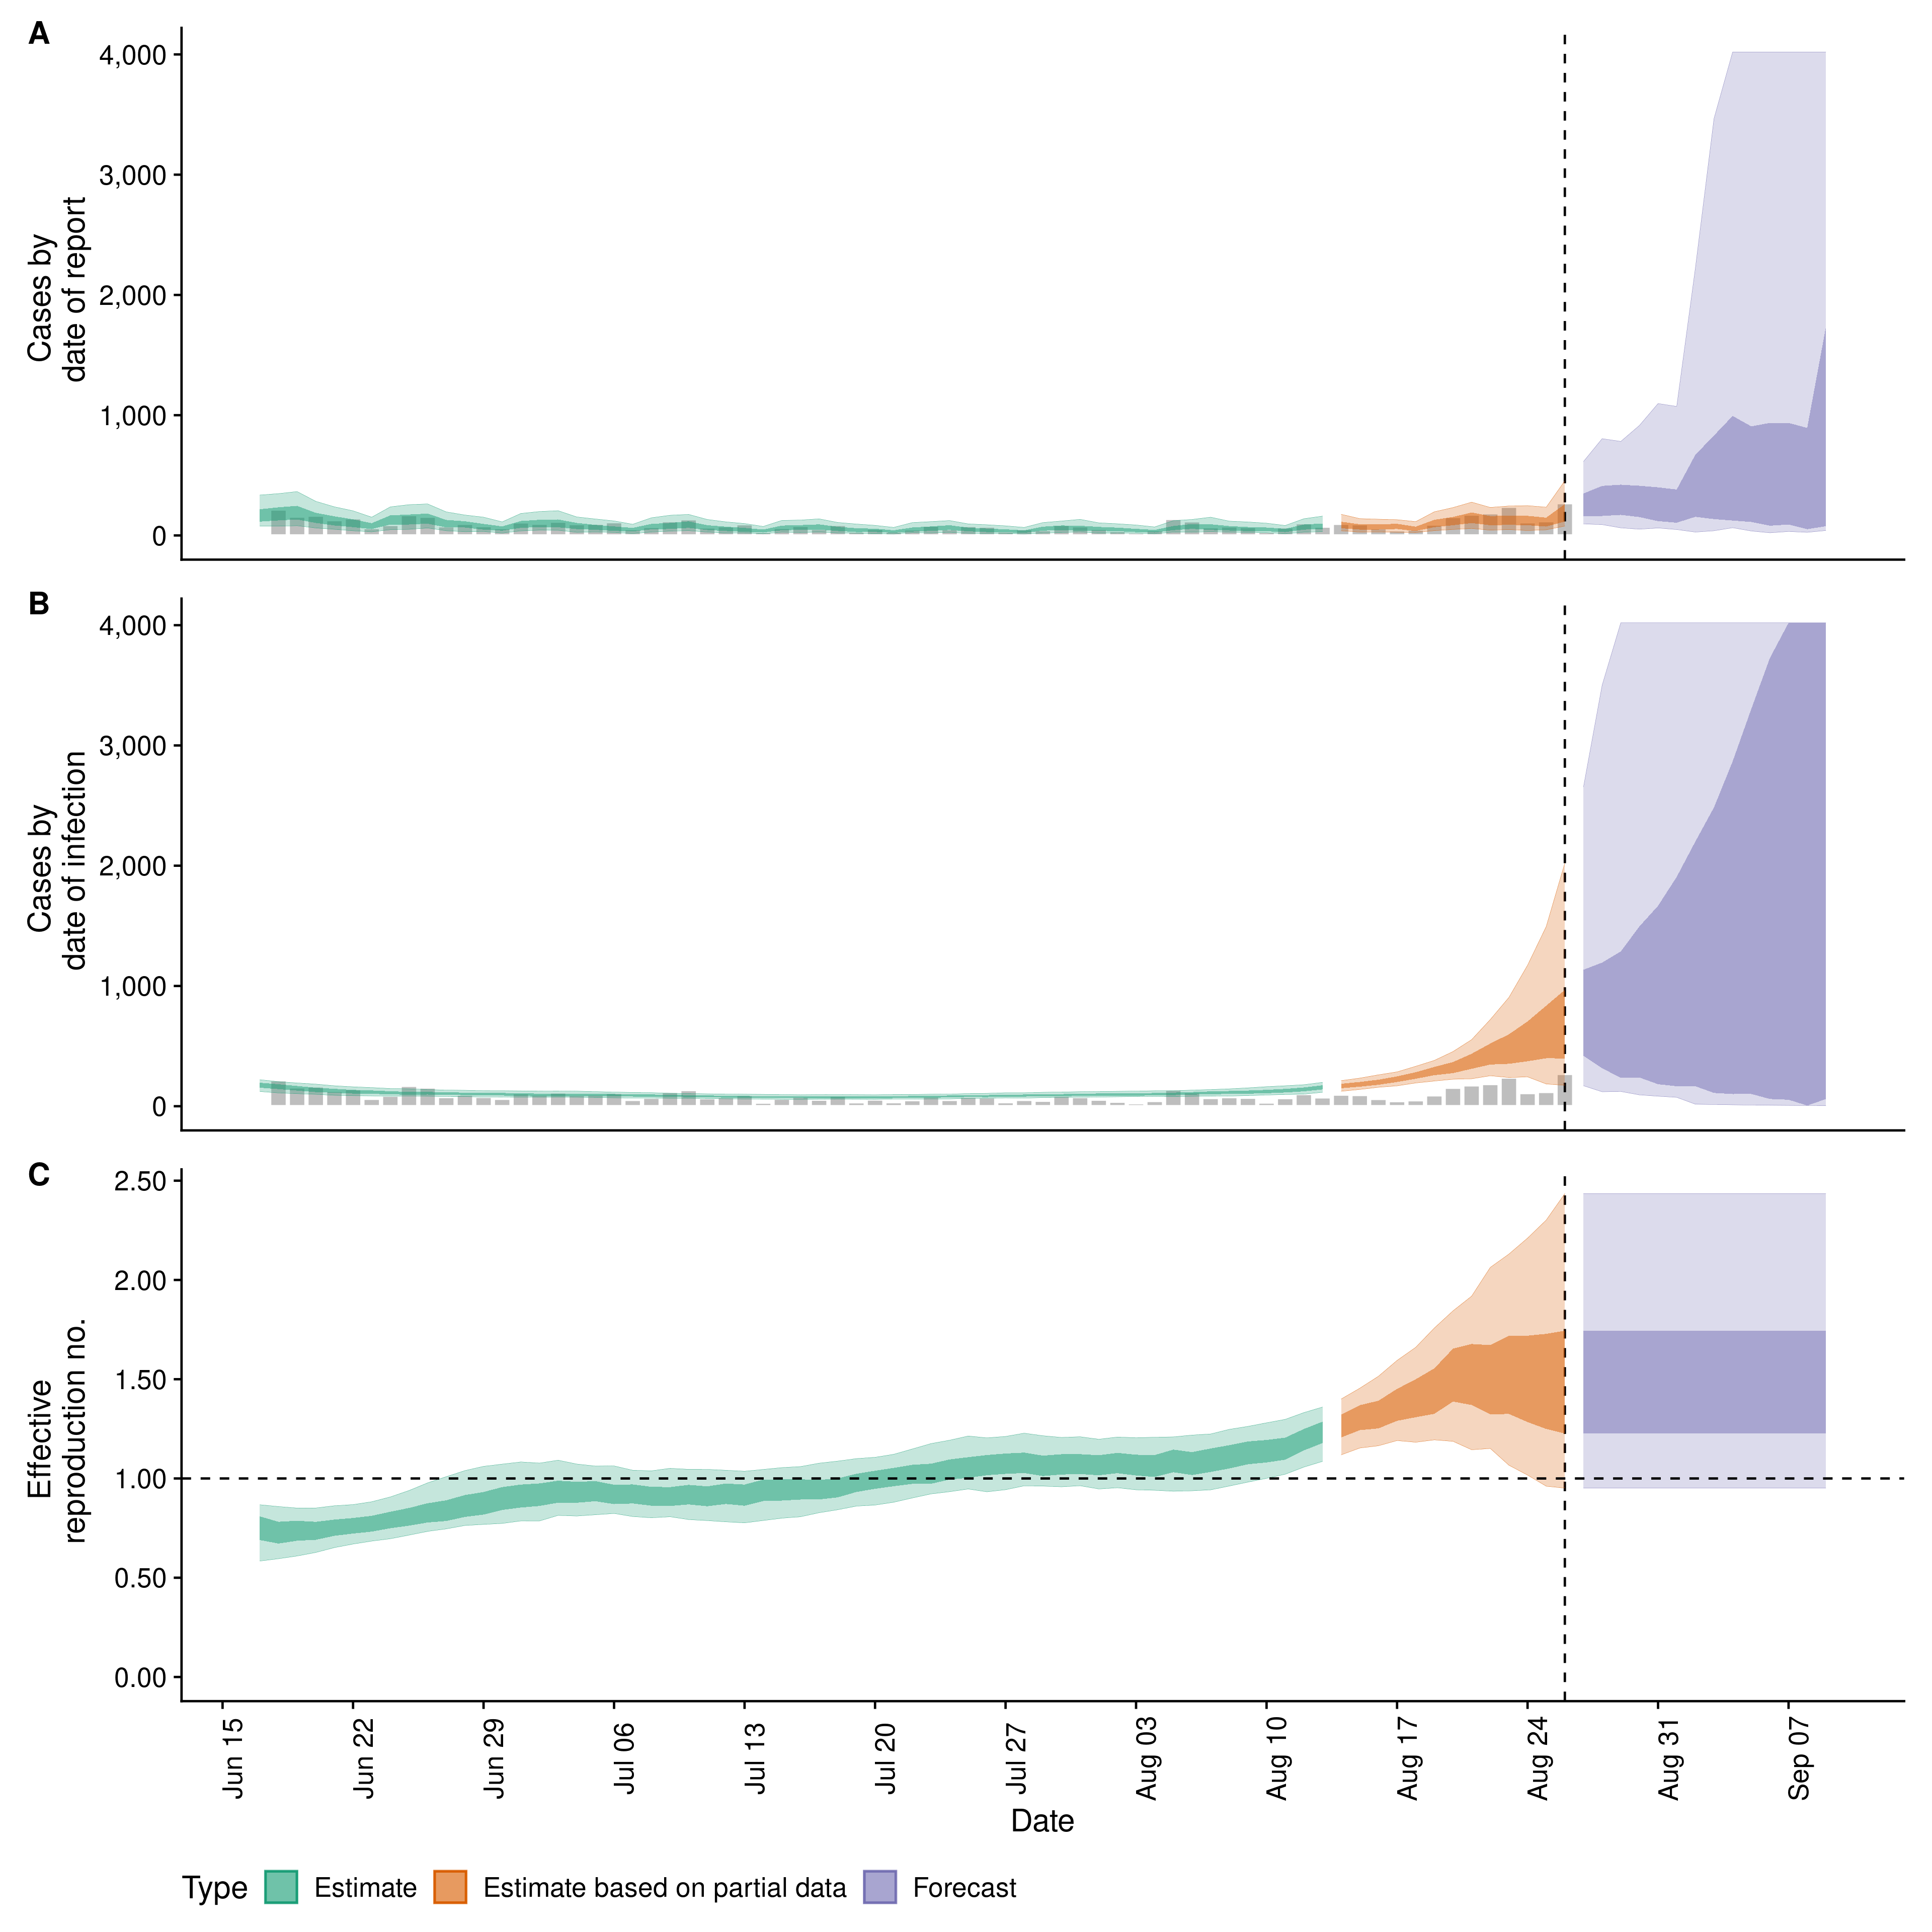 A
4,000
3,000
2,000
1,000
0
Cases by
date of report
B
4,000
3,000
2,000
1,000
0
Cases by
date of infection
C
2.50
2.00
1.50
1.00
0.50
0.00
Effective
reproduction no.
Jun 15
Jun 22
Jun 29
Jul 06
Jul 13
Jul 20
Jul 27
Aug 03
Aug 10
Aug 17
Aug 24
Aug 31
Sep 07
Date
Type Estimate Estimate based on partial data Forecast